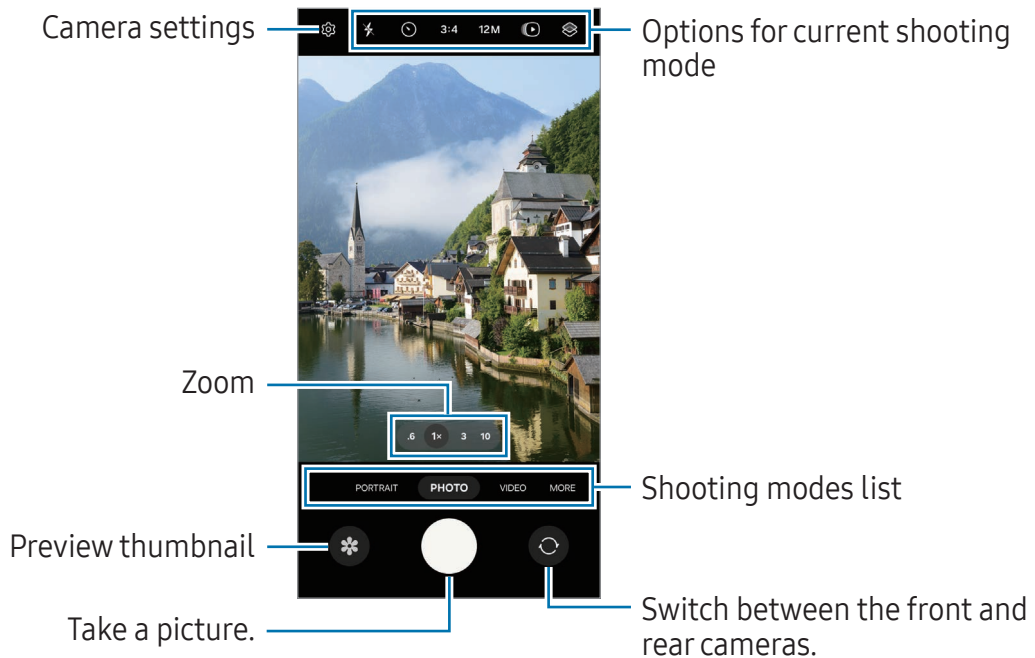 Camera settings
3:4 12M
Options for current shooting
mode
Zoom
.6 1× 3 10
PORTRAIT PHOTO VIDEO MORE
Shooting modes list
Preview thumbnail
Take a picture.
Switch between the front and
rear cameras.